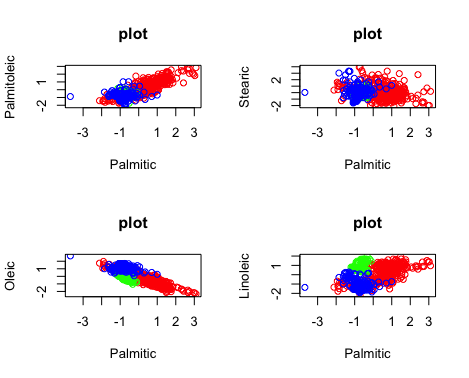 plot
Palmitoleic
1
-2
-3 -1 1 2 3
Palmitic
plot
Stearic
2
-2
-3 -1 1 2 3
Palmitic
plot
Oleic
1
-2
-3 -1 1 2 3
Palmitic
plot
Linoleic
1
-2
-3 -1 1 2 3
Palmitic